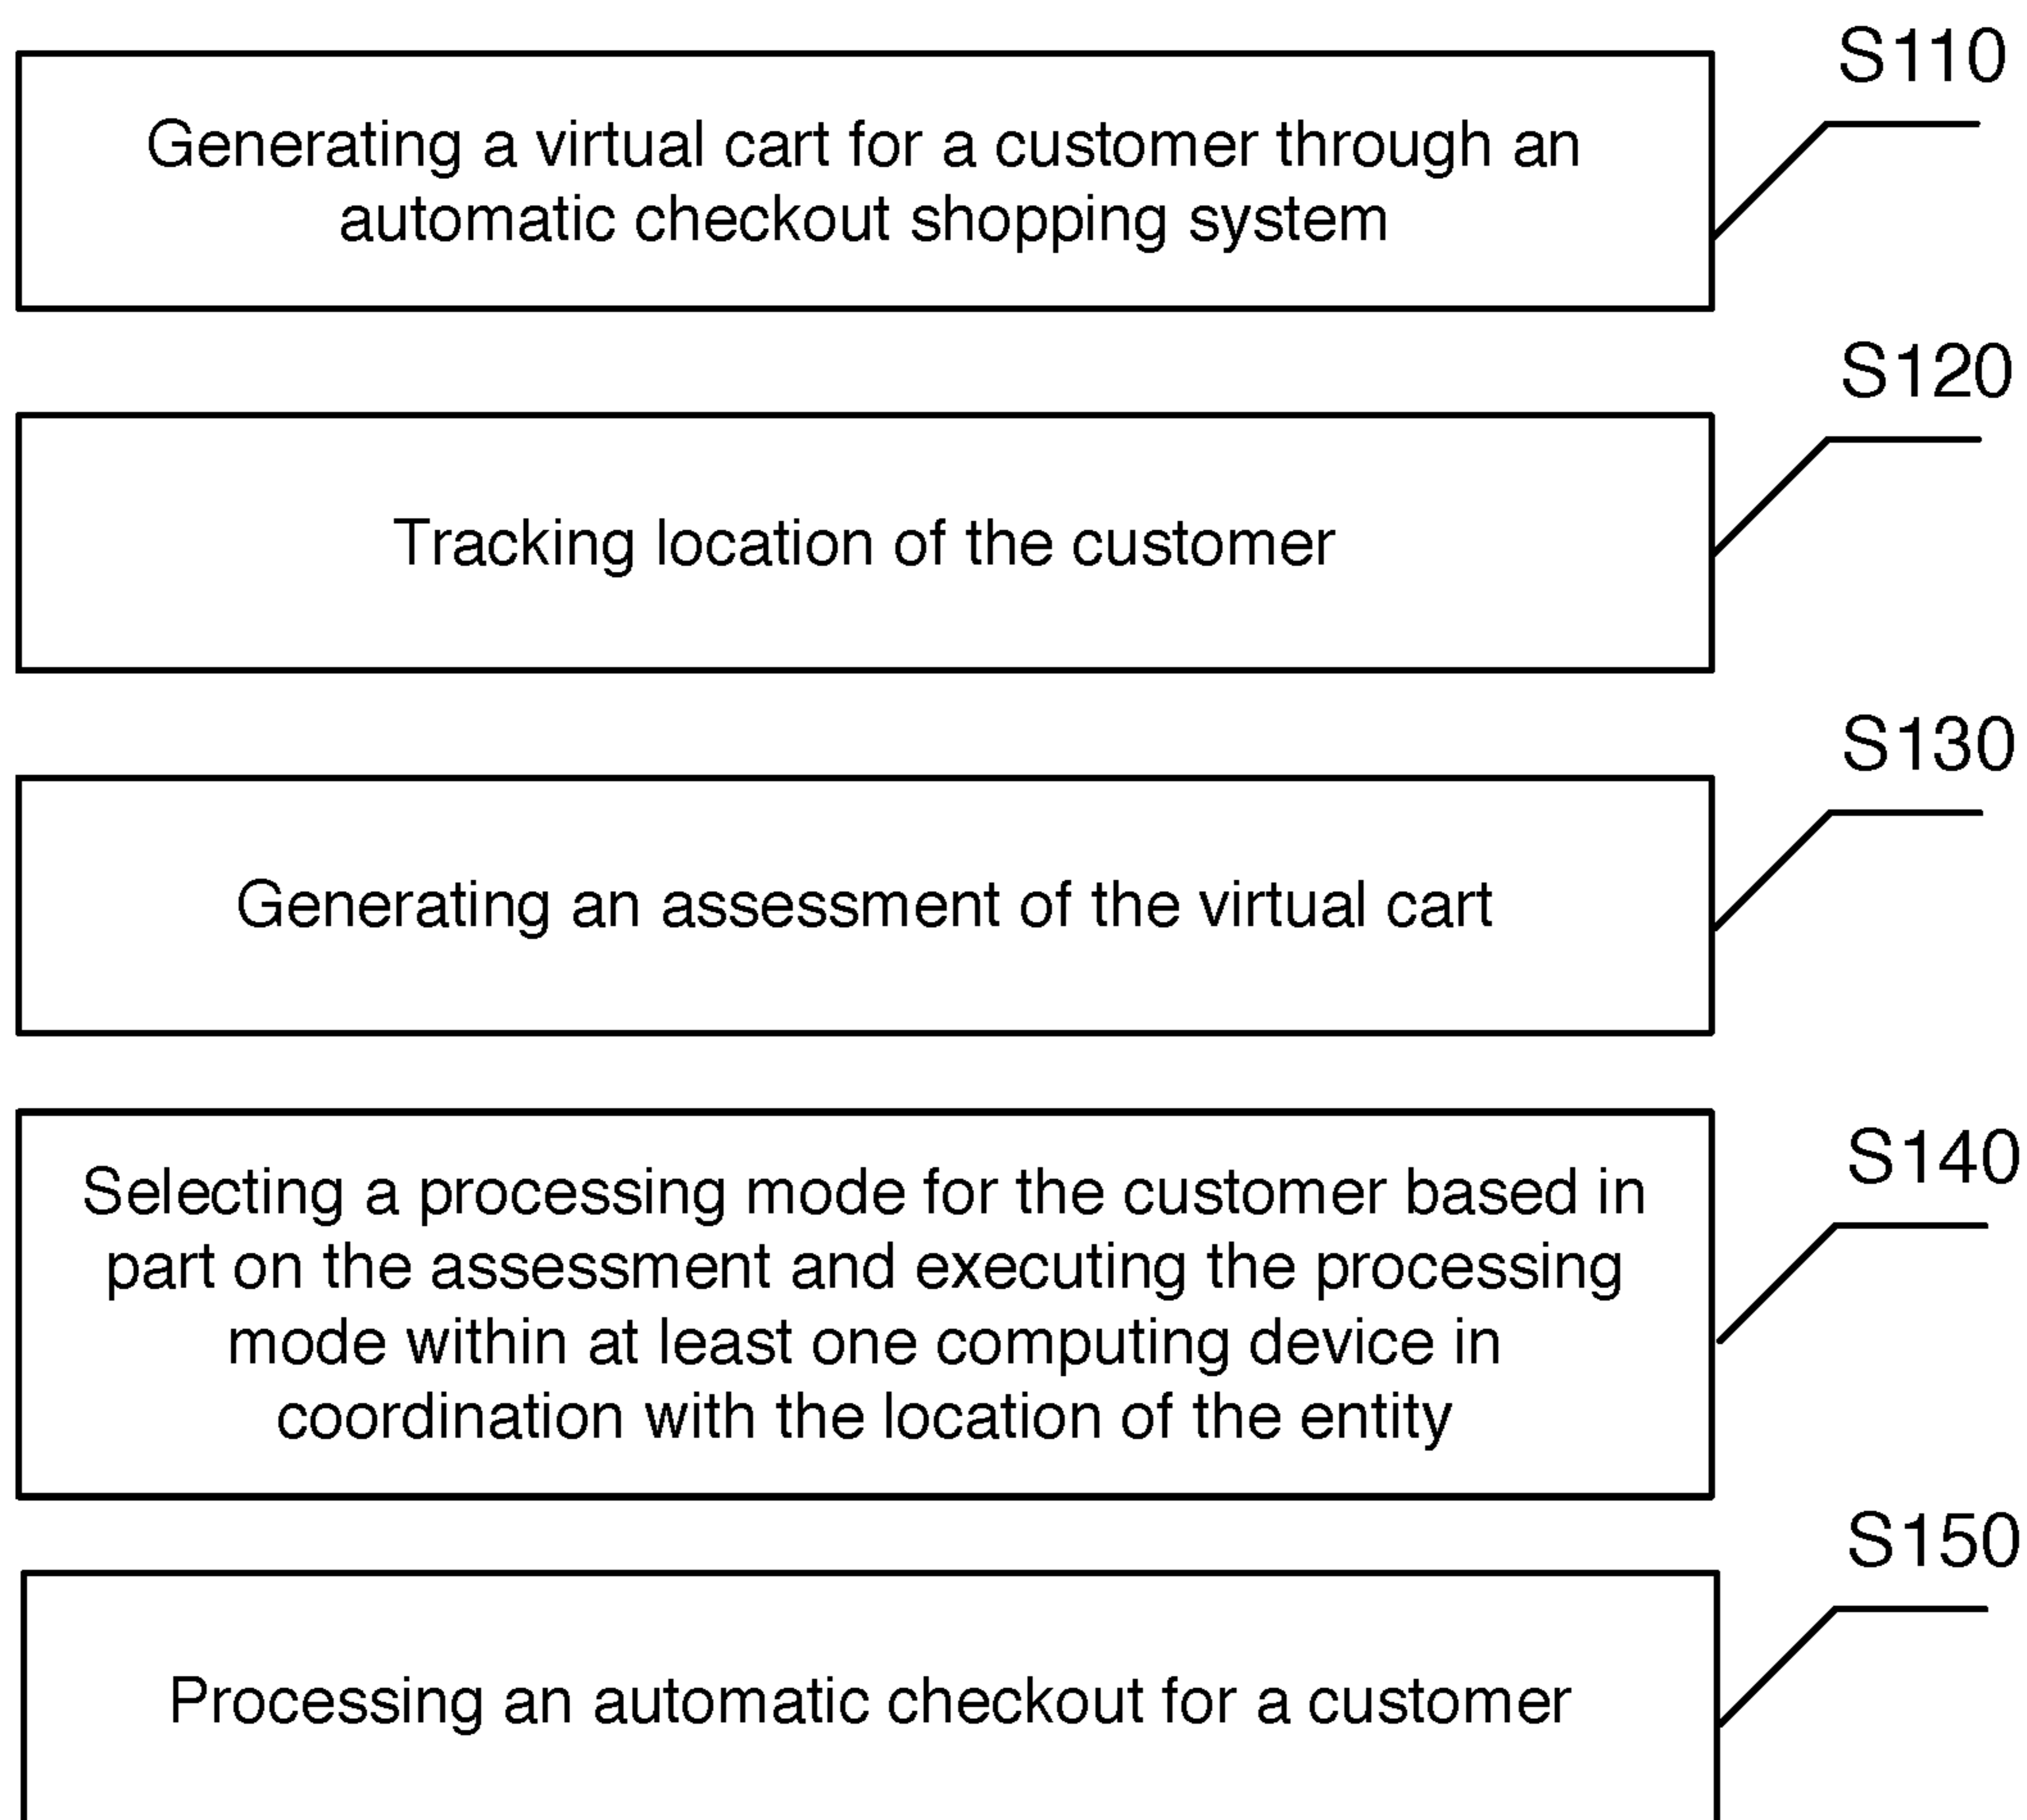 S110
Generating a virtual cart for a customer through an
automatic checkout shopping system
S120
Tracking location of the customer
S130
Generating an assessment of the virtual cart
S140
Selecting a processing mode for the customer based in
part on the assessment and executing the processing
mode within at least one computing device in
coordination with the location of the entity
S150
Processing an automatic checkout for a customer